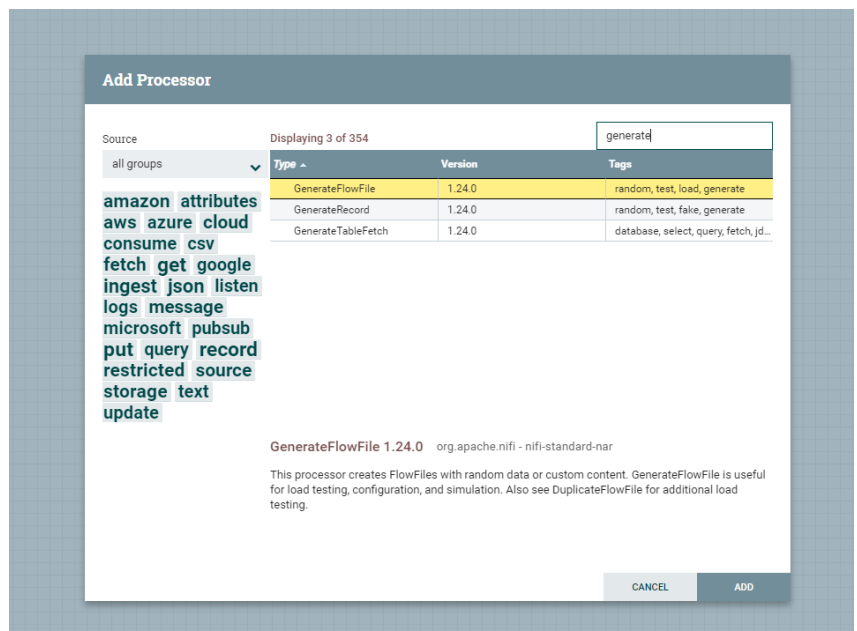 Add Processor
Source
Displaying 3 of 354
generate
all groups
Type
Version
Tags
GenerateFlowFile 1.24.0 random, test, load, generate
GenerateRecord 1.24.0 random, test, fake, generate
GenerateTableFetch 1.24.0 database, select, query, fetch, jd...
amazon attributes
aws azure cloud
consume csv
fetch get google
ingest json listen
logs message
microsoft pubsub
put query record
restricted source
storage text
update
GenerateFlowFile 1.24.0 org.apache.nifi - nifi-standard-nar
This processor creates FlowFiles with random data or custom content. GenerateFlowFile is useful
for load testing, configuration, and simulation. Also see DuplicateFlowFile for additional load
testing.
CANCEL
ADD